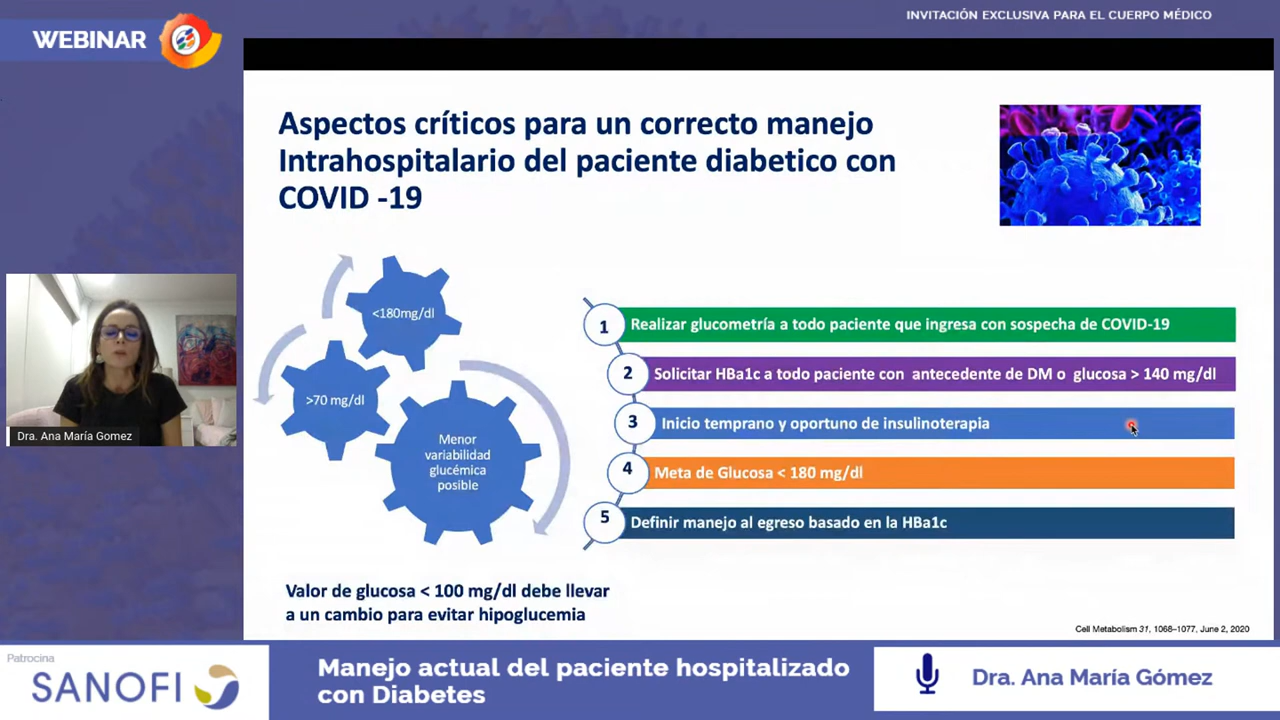 INVITACIÓN EXCLUSIVA PARA EL CUERPO MÉDICO
WEBINAR
Aspectos críticos para un correcto manejo
Intrahospitalario del paciente diabetico con
COVID -19
<180mg/dl
>70 mg/dl
Menor
variabilidad
glucémica
posible
1 Realizar glucometría a todo paciente que ingresa con sospecha de COVID-19
2 Solicitar HBa1c a todo paciente con antecedente de DM o glucosa > 140 mg/dl
3 Inicio temprano y oportuno de insulinoterapia
4 Meta de Glucosa < 180 mg/dl
5 Definir manejo al egreso basado en la HBa1c
Valor de glucosa < 100 mg/dl debe llevar
a un cambio para evitar hipoglucemia
Cell Metabolism 31, 1068–1077, June 2, 2020
Dra. Ana María Gomez
Patrocina
SANOFI
Manejo actual del paciente hospitalizado
con Diabetes
Dra. Ana María Gómez